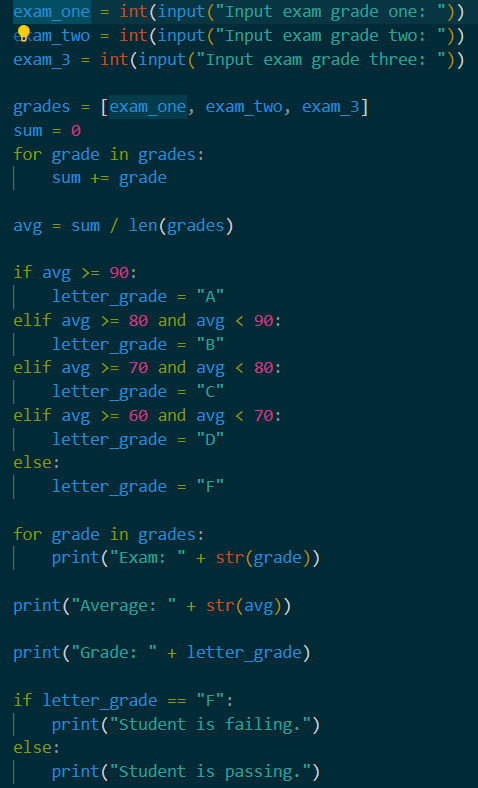 exam_one = int(input("Input exam grade one: "))
exam_two = int(input("Input exam grade two: "))
exam_3 = int(input("Input exam grade three: "))

grades = [exam_one, exam_two, exam_3]
sum = 0
for grade in grades:
    sum += grade

avg = sum / len(grades)

if avg >= 90:
    letter_grade = "A"
elif avg >= 80 and avg < 90:
    letter_grade = "B"
elif avg >= 70 and avg < 80:
    letter_grade = "C"
elif avg >= 60 and avg < 70:
    letter_grade = "D"
else:
    letter_grade = "F"

for grade in grades:
    print("Exam: " + str(grade))

print("Average: " + str(avg))

print("Grade: " + letter_grade)

if letter_grade == "F":
    print("Student is failing.")
else:
    print("Student is passing.")